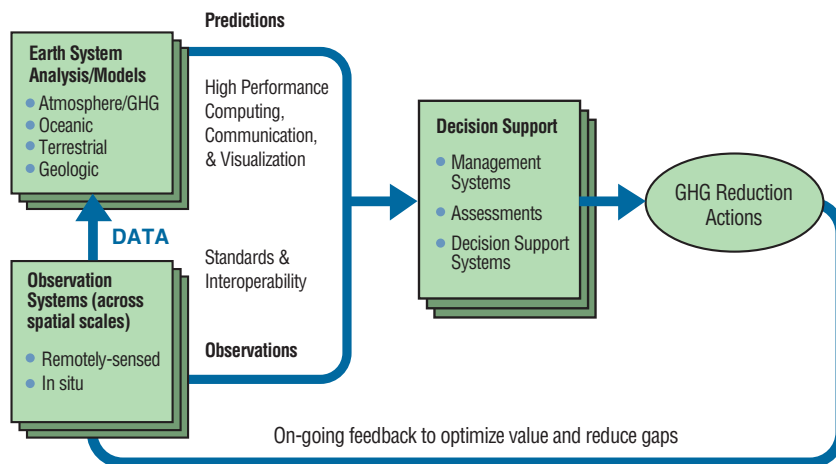 Predictions
Earth System
Analysis/Models
Atmosphere/GHG
Oceanic
Terrestrial
Geologic
High Performance
Computing,
Communication,
& Visualization
DATA
Standards &
Interoperability
Observation
Systems (across
spatial scales)
Remotely-sensed
In situ
Observations
Decision Support
Management
Systems
Assessments
Decision Support
Systems
GHG Reduction
Actions
On-going feedback to optimize value and reduce gaps